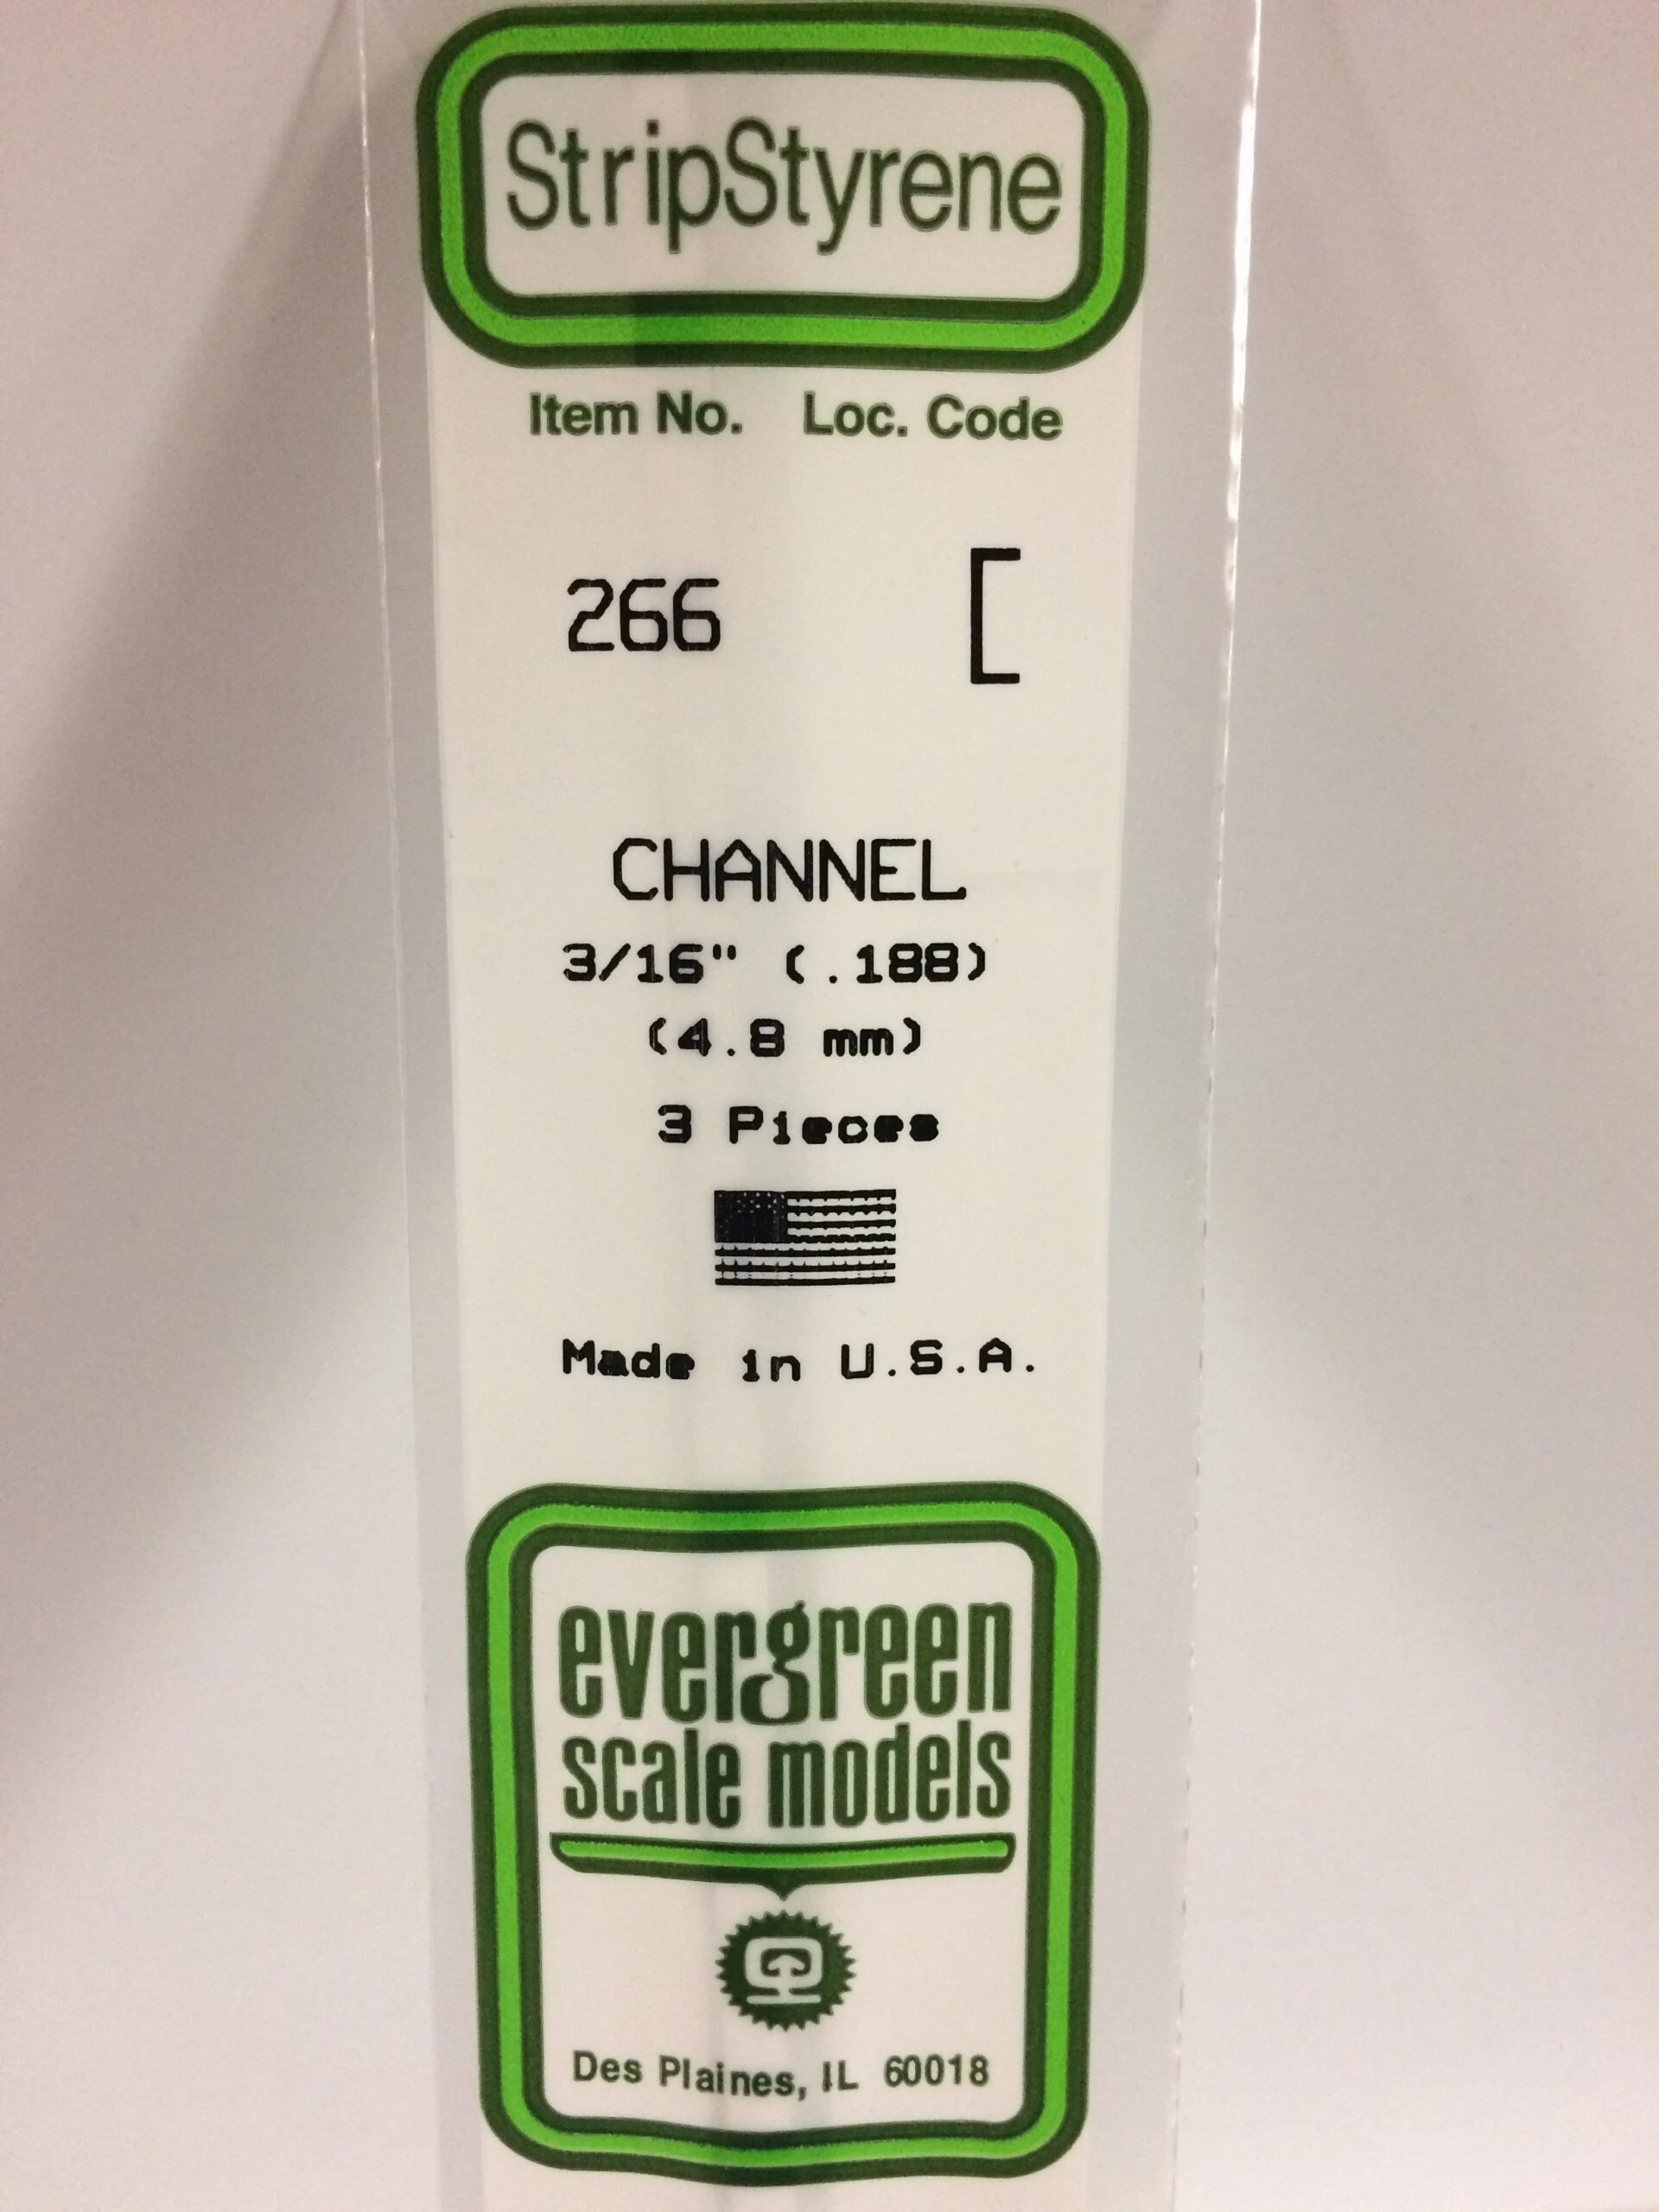 StripStyrene
Item No. Loc. Code
266 [
CHANNEL
3/16" (.188)
(4.8 mm)
3 Pieces
Made in U.S.A.
evergreen
scale models
Des Plaines, IL 60018